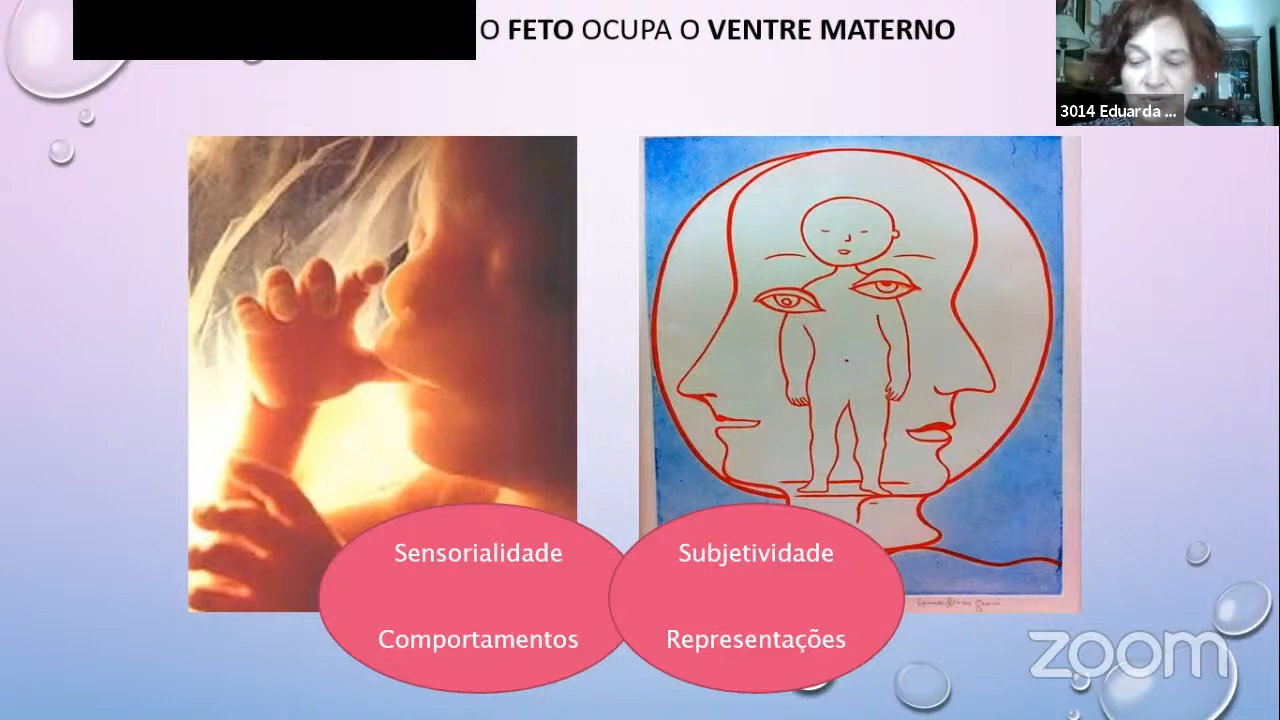 O FETO OCUPA O VENTRE MATERNO
3014 Eduarda ...
Sensorialidade
Comportamentos
Subjetividade
Representações
zoom